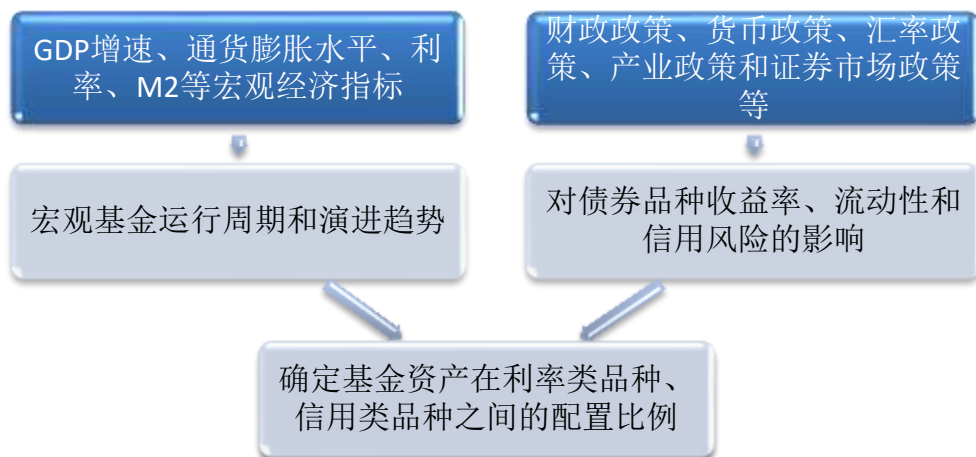 GDP增速、通货膨胀水平、利
率、M2等宏观经济指标
财政政策、货币政策、汇率政
策、产业政策和证券市场政策
等
宏观基金运行周期和演进趋势
对债券品种收益率、流动性和
信用风险的影响
确定基金资产在利率类品种、
信用类品种之间的配置比例